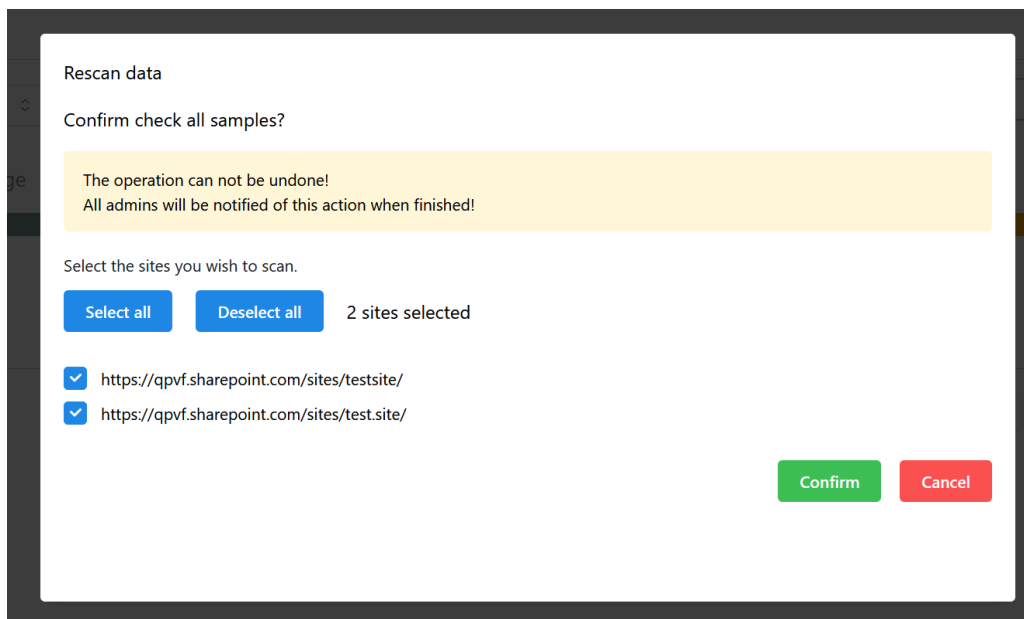 Rescan data
Confirm check all samples?
ge
The operation can not be undone!
All admins will be notified of this action when finished!
Select the sites you wish to scan.
Select all
Deselect all
2 sites selected
https://qpvf.sharepoint.com/sites/testsite/
https://qpvf.sharepoint.com/sites/test.site/
Confirm
Cancel